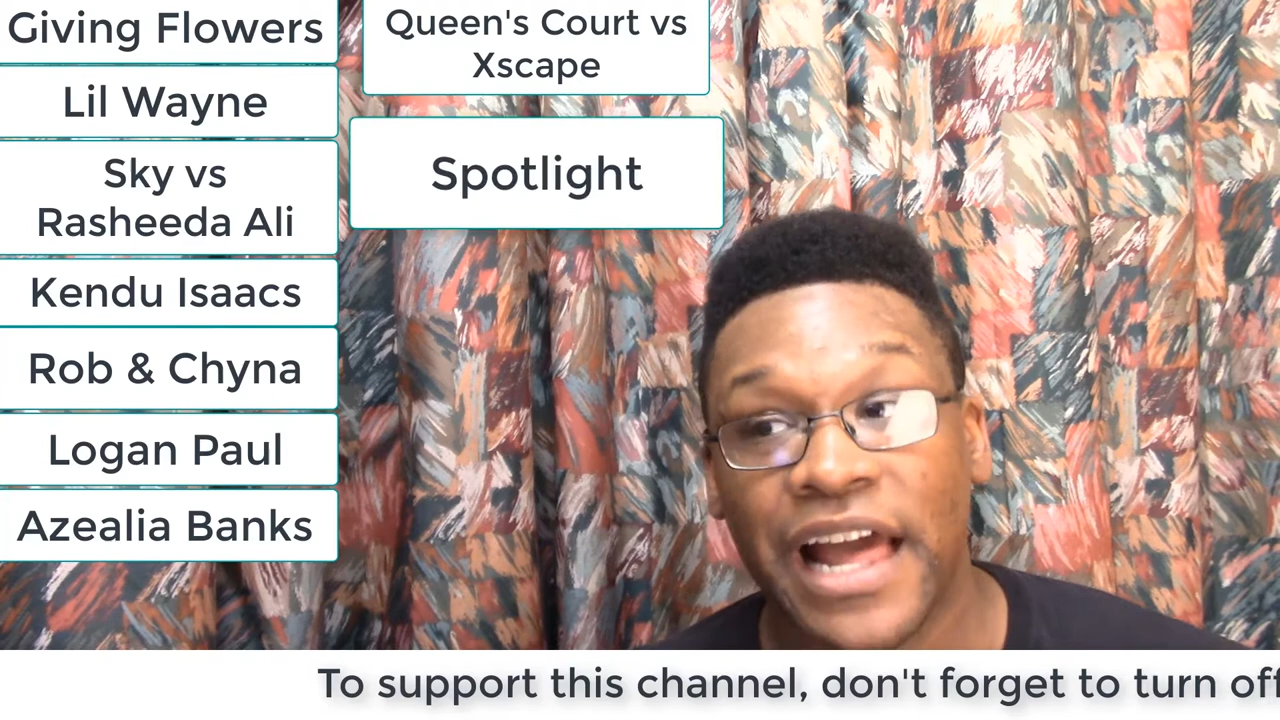 Giving Flowers
Lil Wayne
Sky vs
Rasheeda Ali
Kendu Isaacs
Rob & Chyna
Logan Paul
Azealia Banks
Queen's Court vs
Xscape
Spotlight
To support this channel, don't forget to turn off